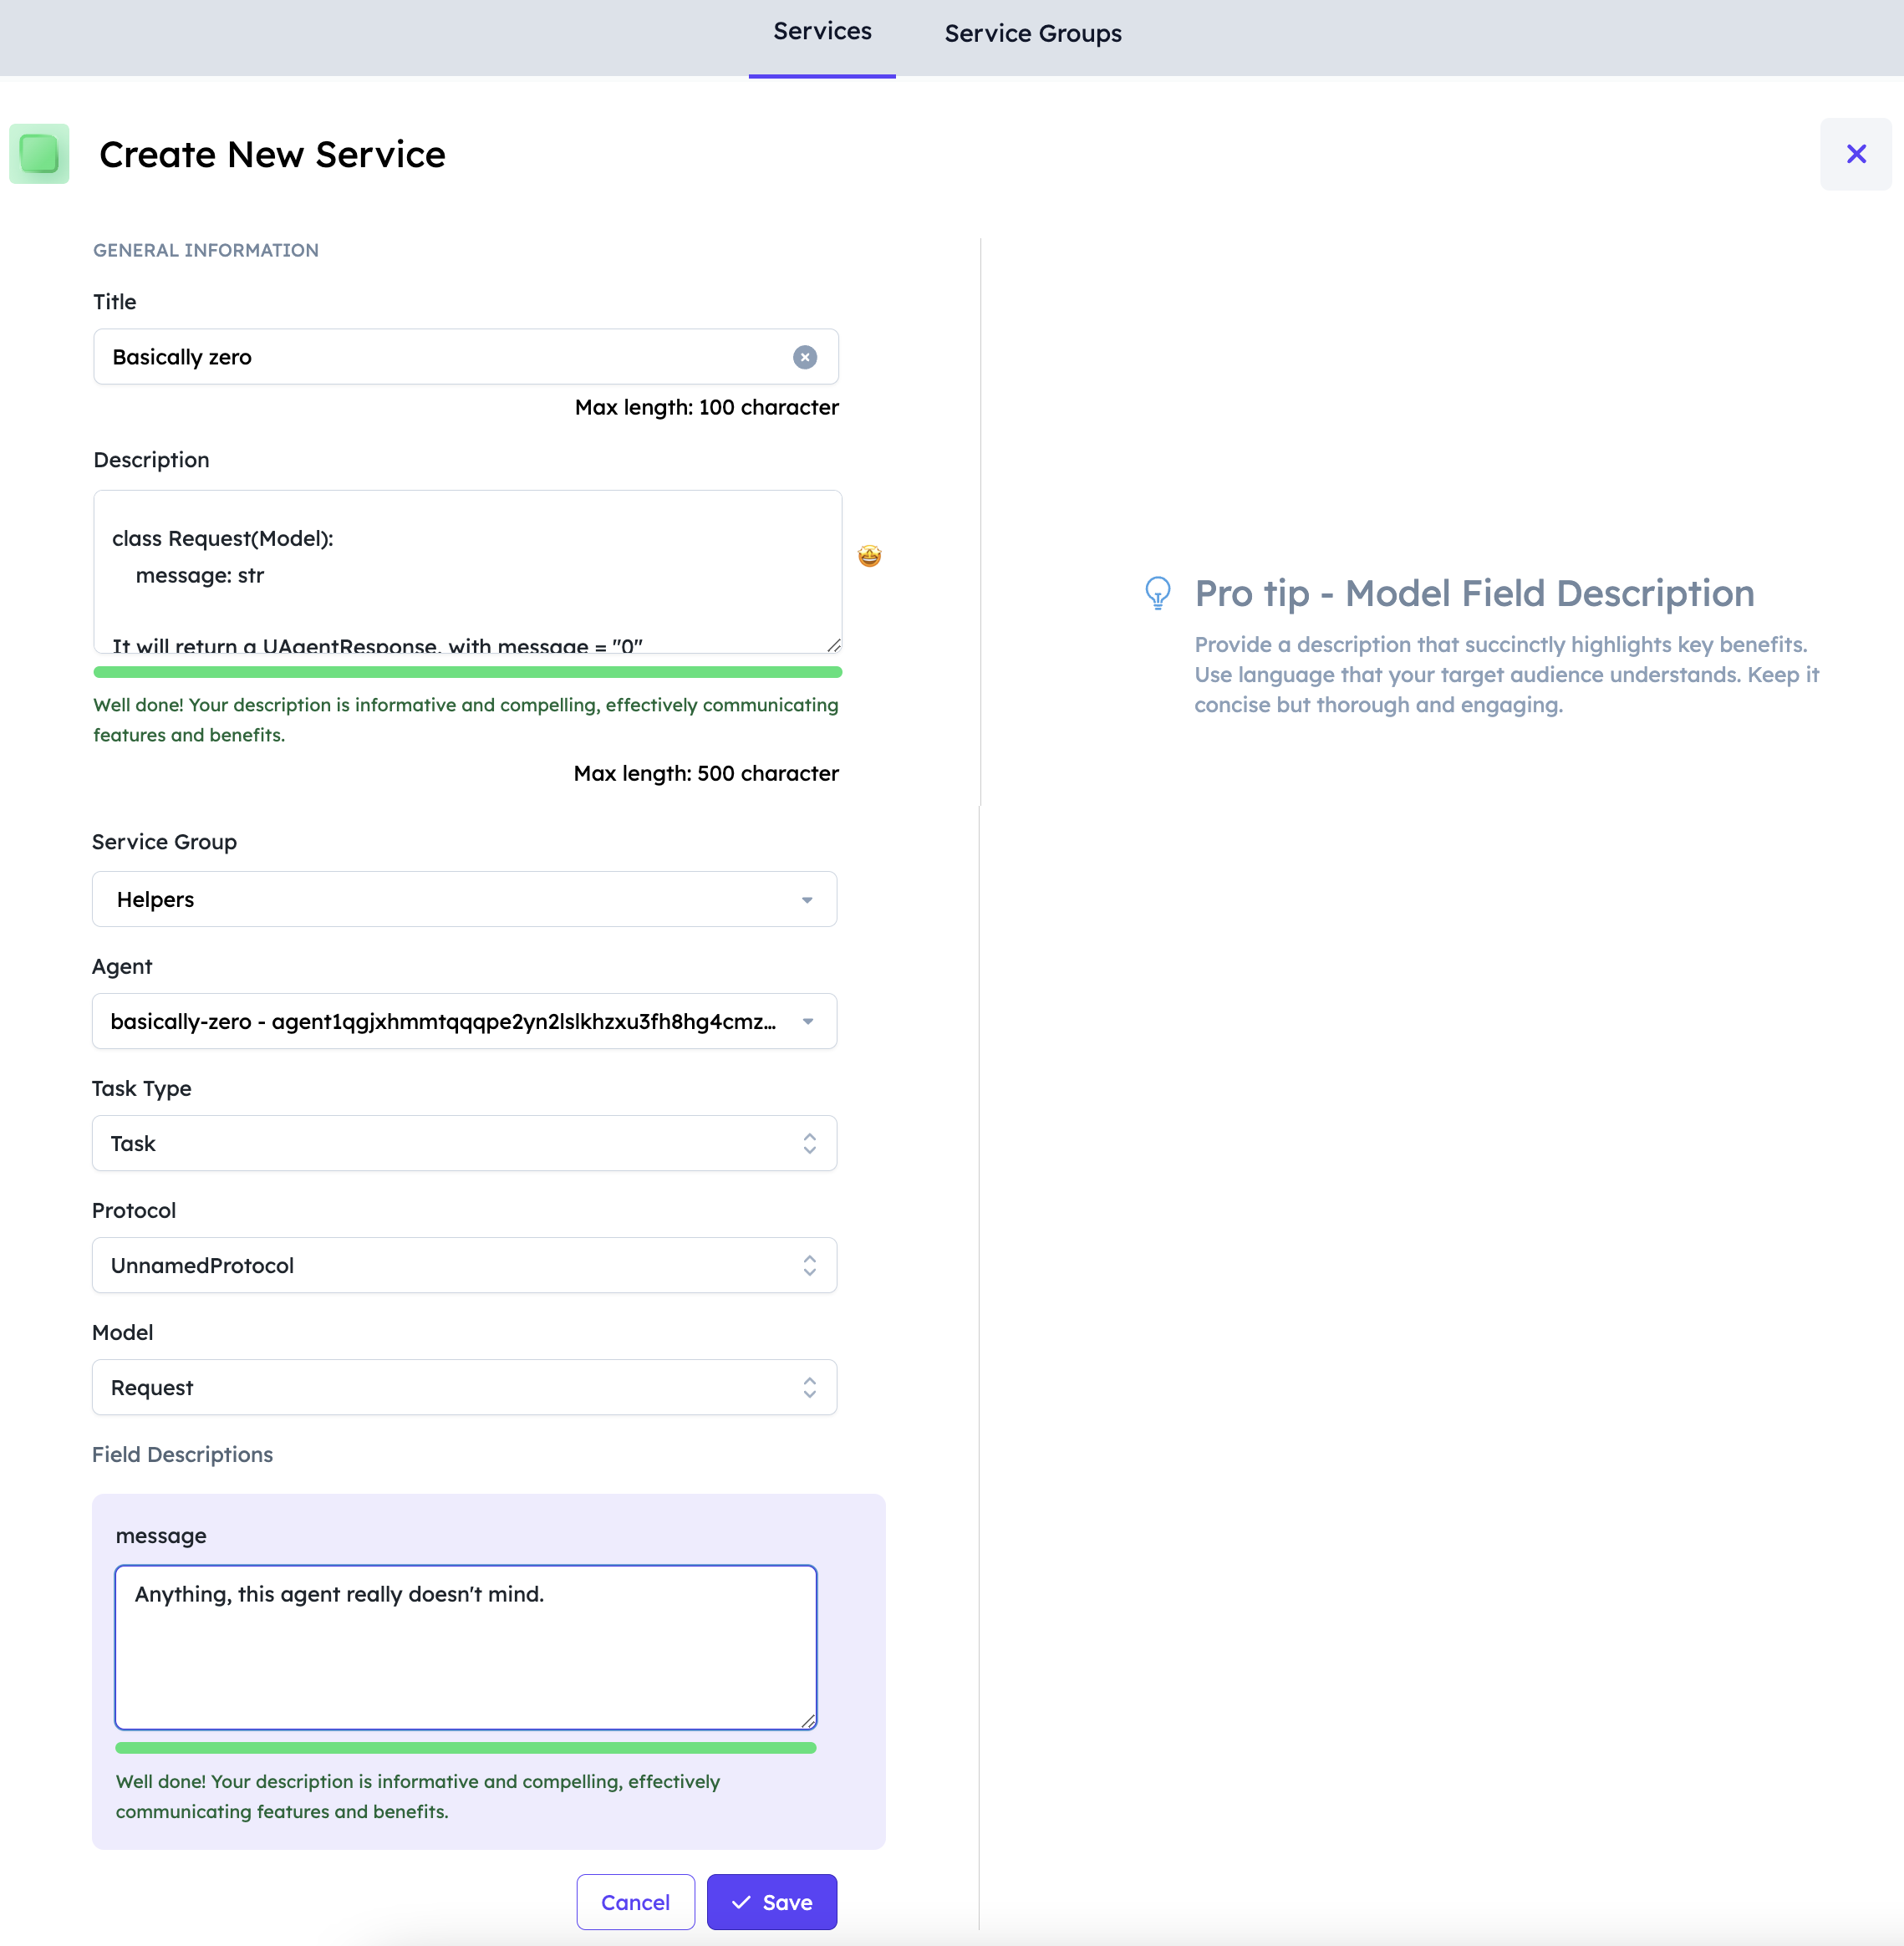 Services
Service Groups
Create New Service
GENERAL INFORMATION
Title
Basically zero
Max length: 100 character
Description
class Request(Model):
message: str
It will return a UAgentResponse, with message = "0"
Well done! Your description is informative and compelling, effectively communicating
features and benefits.
Max length: 500 character
Pro tip - Model Field Description
Provide a description that succinctly highlights key benefits.
Use language that your target audience understands. Keep it
concise but thorough and engaging.
Service Group
Helpers
Agent
basically-zero - agent1qgjxhmmtqqqpe2yn2lslkhzxu3fh8hg4cmz...
Task Type
Task
Protocol
UnnamedProtocol
Model
Request
Field Descriptions
message
Anything, this agent really doesn't mind.
Well done! Your description is informative and compelling, effectively
communicating features and benefits.
Cancel
Save